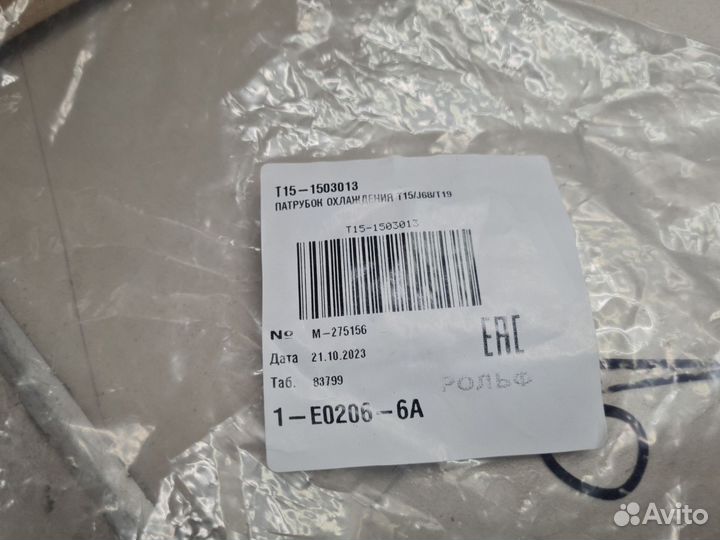 T15-1503013
ПАТРУБОК ОХЛАЖДЕНИЯ T15/J68/T19
T15-1503013
№ М-275156
Дата 21.10.2023
Таб. 83799
1-E0206-6A
EAC
РОЛЬФ
Avito